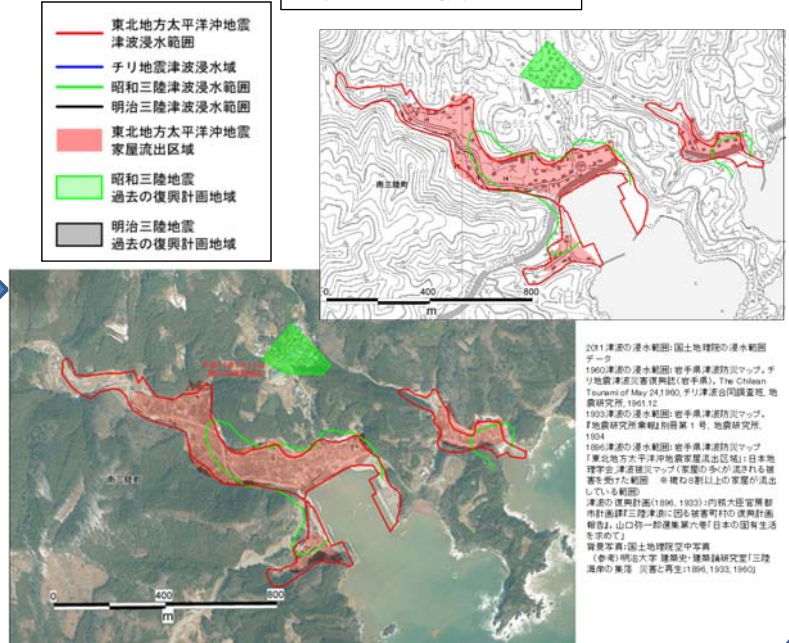 東北地方太平洋沖地震
津波浸水範囲
チリ地震津波浸水域
昭和三陸津波浸水範囲
明治三陸津波浸水範囲
東北地方太平洋沖地震
家屋流出区域
昭和三陸地震
過去の復興計画地域
明治三陸地震
過去の復興計画地域
南三陸町
0 400 800
m
南三陸町
0 400 800
m
2011津波の浸水範囲:国土地理院の浸水範囲
データ
1960津波の浸水範囲:岩手県津波防災マップ。チ
リ地震津波災害復興誌(岩手県)。The Chilean
Tsunami of May 24,1960,チリ津波合同調査班, 地
震研究所,1961.12
1933津波の浸水範囲:岩手県津波防災マップ。
『地震研究所彙報』別冊第1号、地震研究所、
1934
1896津波の浸水範囲:岩手県津波防災マップ
「東北地方太平洋沖地震家屋流出区域」:日本地
理学会,津波被災マップ(家屋の多くが流される被
害を受けた範囲 ※概ね8割以上の家屋が流出
している範囲)
津波の復興計画(1896, 1933):内務大臣官房都
市計画課『三陸津浪に因る被害町村の復興計画
報告』。山口弥一郎選集第六巻「日本の固有生活
を求めて」
背景写真:国土地理院空中写真
(参考)明治大学 建築史・建築論研究室「三陸
海岸の集落 災害と再生:1896,1933,1960」